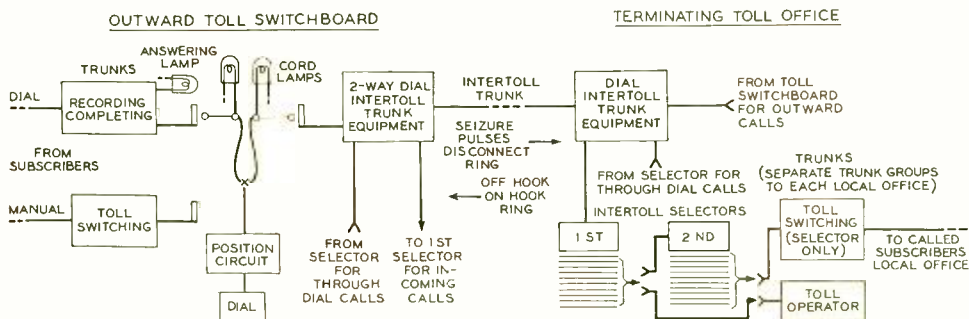 OUTWARD TOLL SWITCHBOARD
TERMINATING TOLL OFFICE
ANSWERING
LAMP
TRUNKS
CORD
LAMPS
DIAL
RECORDING
COMPLETING
2-WAY DIAL
INTERTOLL
TRUNK
EQUIPMENT
INTERTOLL
TRUNK
DIAL
INTERTOLL
TRUNK
EQUIPMENT
FROM TOLL
SWITCHBOARD
FOR OUTWARD
CALLS
SEIZURE
PULSES
DISCONNECT
RING
FROM
SUBSCRIBERS
OFF HOOK
ON HOOK
RING
FROM SELECTOR FOR
THROUGH DIAL CALLS
TRUNKS
(SEPARATE TRUNK GROUPS
TO EACH LOCAL OFFICE)
MANUAL
TOLL
SWITCHING
INTERTOLL SELECTORS
1 ST
2 ND
TOLL
SWITCHING
(SELECTOR
ONLY)
TO CALLED
SUBSCRIBERS
LOCAL OFFICE
POSITION
CIRCUIT
DIAL
FROM
SELECTOR
FOR
THROUGH
DIAL CALLS
TO 1ST
SELECTOR
FOR IN-
COMING
CALLS
TOLL
OPERATOR